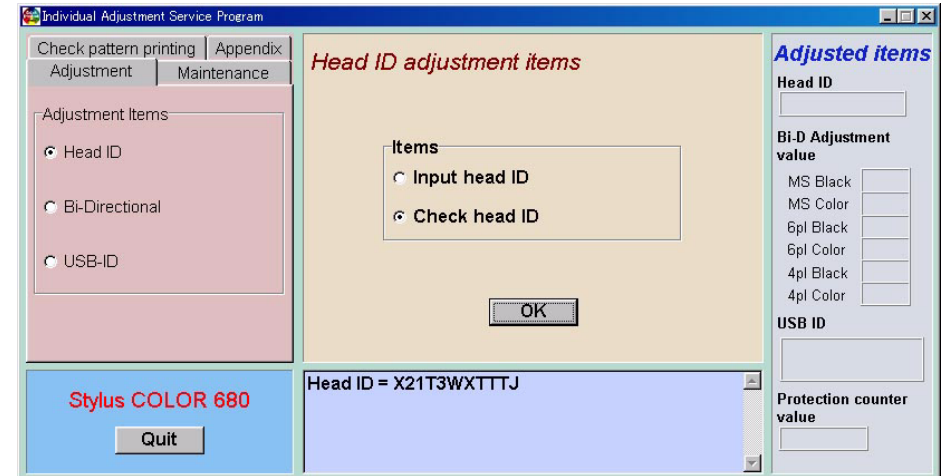 Individual Adjustment Service Program
Check pattern printing
Appendix
Adjustment
Maintenance
Adjustment Items
Head ID
Bi-Directional
USB-ID
Stylus COLOR 680
Quit
Head ID adjustment items
Items
Input head ID
Check head ID
OK
Head ID = X21T3WXTTTJ
Adjusted items
Head ID
Bi-D Adjustment
value
MS Black
MS Color
6pl Black
6pl Color
4pl Black
4pl Color
USB ID
Protection counter
value